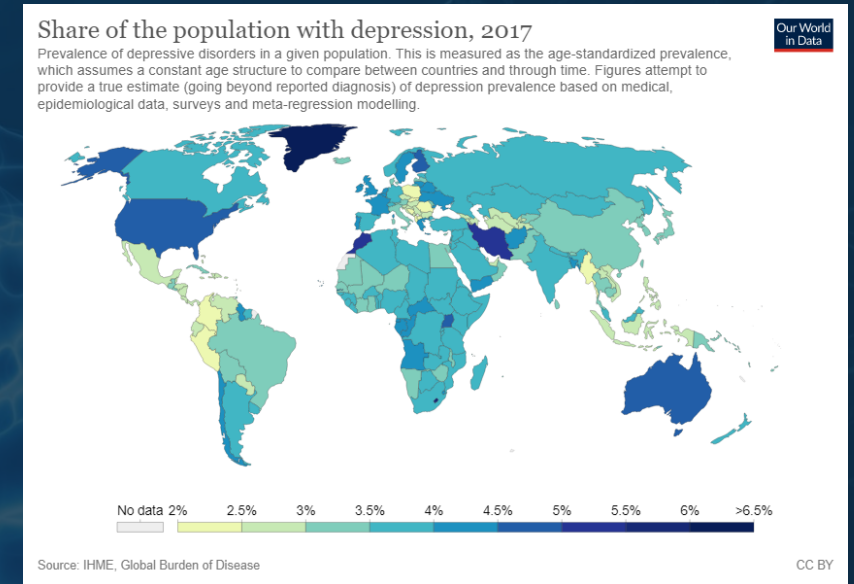 Share of the population with depression, 2017
Our World
in Data
Prevalence of depressive disorders in a given population. This is measured as the age-standardized prevalence,
which assumes a constant age structure to compare between countries and through time. Figures attempt to
provide a true estimate (going beyond reported diagnosis) of depression prevalence based on medical,
epidemiological data, surveys and meta-regression modelling.
No data 2% 2.5% 3% 3.5% 4% 4.5% 5% 5.5% 6% >6.5%
Source: IHME, Global Burden of Disease CC BY